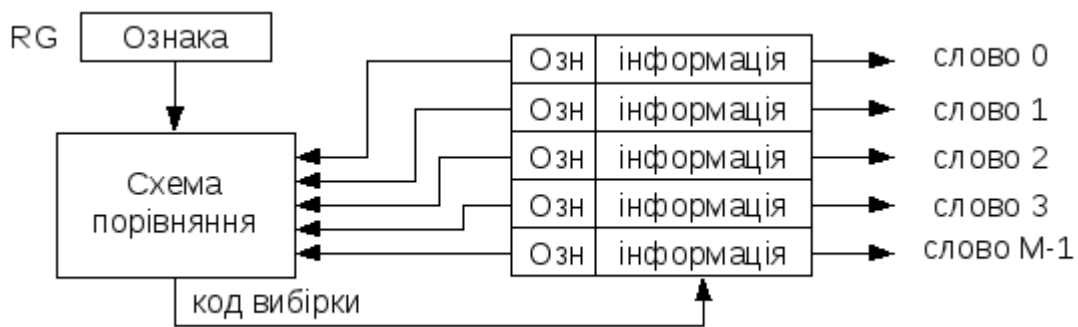 RG Ознака
Озн інформація слово 0
Озн інформація слово 1
Озн інформація слово 2
Озн інформація слово 3
Озн інформація слово М-1
Схема
порівняння
код вибірки